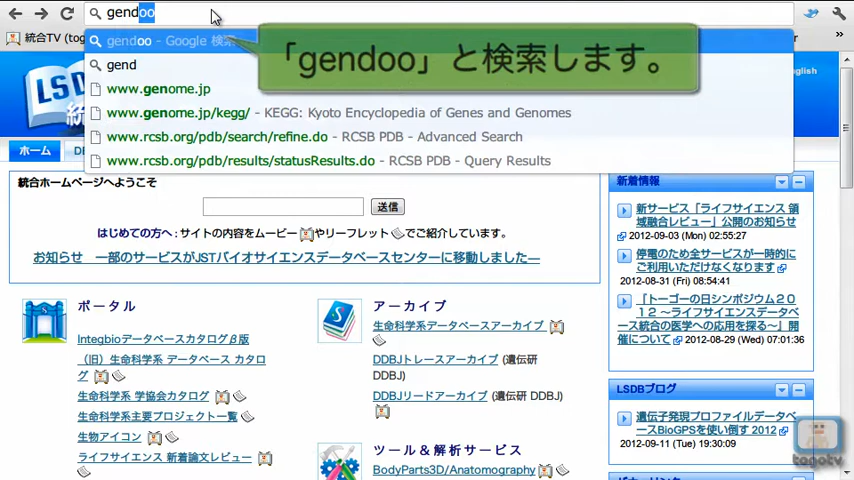 gendoo
統合TV (tog
gendoo - Google 検索
「gendoo」と検索します。
gend
www.genome.jp
www.genome.jp/kegg/ - KEGG: Kyoto Encyclopedia of Genes and Genomes
www.rcsb.org/pdb/search/refine.do - RCSB PDB - Advanced Search
www.rcsb.org/pdb/results/statusResults.do - RCSB PDB - Query Results
LSD
統
nglish
ホーム
統合ホームページへようこそ
送信
はじめての方へ:サイトの内容をムービーやリーフレットでご紹介しています。
お知らせ 一部のサービスがJSTバイオサイエンスデータベースセンターに移動しました―
ポータル
Integbioデータベースカタログβ版
(旧)生命科学系 データベース カタログ
生命科学系 学協会カタログ
生命科学系主要プロジェクト一覧
生物アイコン
ライフサイエンス 新着論文レビュー
アーカイブ
生命科学系データベースアーカイブ
DDBJトレースアーカイブ (遺伝研 DDBJ)
DDBJリードアーカイブ (遺伝研 DDBJ)
ツール&解析サービス
BodyParts3D/Anatomography
新着情報
新サービス「ライフサイエンス 領域融合レビュー」公開のお知らせ
2012-09-03 (Mon) 02:55:27
停電のため全サービスが一時的にご利用いただけなくなります
2012-08-31 (Fri) 08:54:41
「トーゴーの日シンポジウム2012 ~ライフサイエンスデータベース統合の医学への応用を探る~」開催について
2012-08-29 (Wed) 07:01:36
LSDBブログ
遺伝子発現プロファイルデータベースBioGPSを使い倒す 2012
2012-09-11 (Tue) 19:30:09
togotv